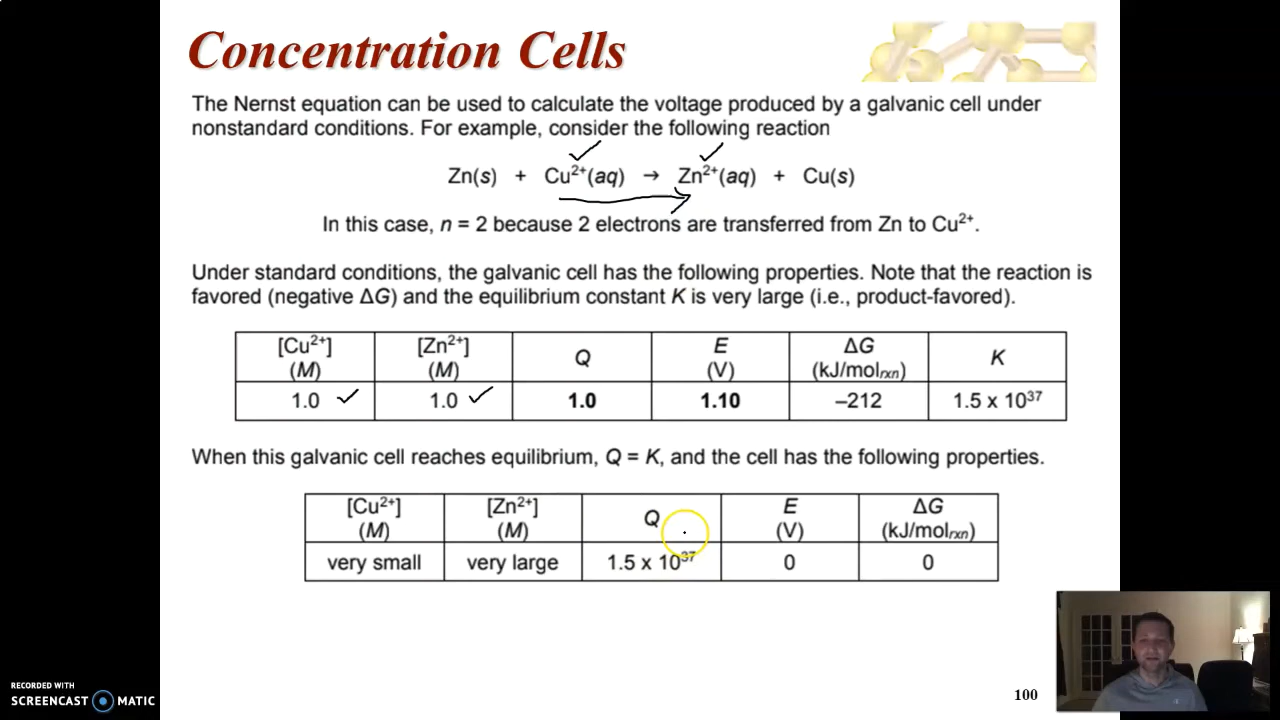 Concentration Cells
The Nernst equation can be used to calculate the voltage produced by a galvanic cell under
nonstandard conditions. For example, consider the following reaction
Zn(s) + Cu²⁺(aq) → Zn²⁺(aq) + Cu(s)
In this case, n = 2 because 2 electrons are transferred from Zn to Cu²⁺.
Under standard conditions, the galvanic cell has the following properties. Note that the reaction is
favored (negative ΔG) and the equilibrium constant K is very large (i.e., product-favored).
[Cu²⁺] (M) [Zn²⁺] (M) Q E (V) ΔG (kJ/molrxn) K
1.0 ✓ 1.0 ✓ 1.0 1.10 –212 1.5 x 10³⁷
When this galvanic cell reaches equilibrium, Q = K, and the cell has the following properties.
[Cu²⁺] (M) [Zn²⁺] (M) Q E (V) ΔG (kJ/molrxn)
very small very large 1.5 x 10³⁷ 0 0
100
RECORDED WITH
SCREENCAST MATIC